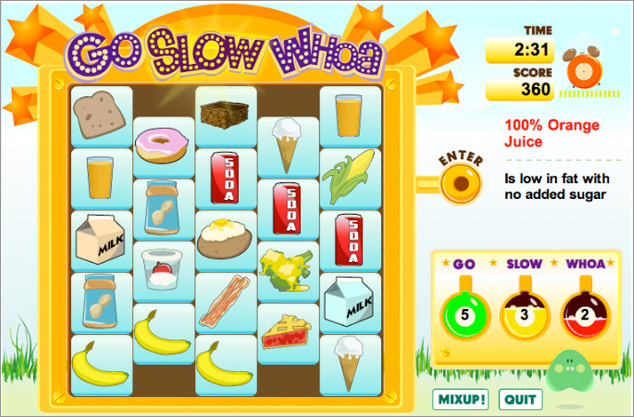 GO SLOW WHOA
TIME
2:31
SCORE
360
100% Orange
Juice
ENTER
Is low in fat with
no added sugar
SODA
SODA
SODA
MILK
MILK
GO SLOW WHOA
5 3 2
MIXUP! QUIT